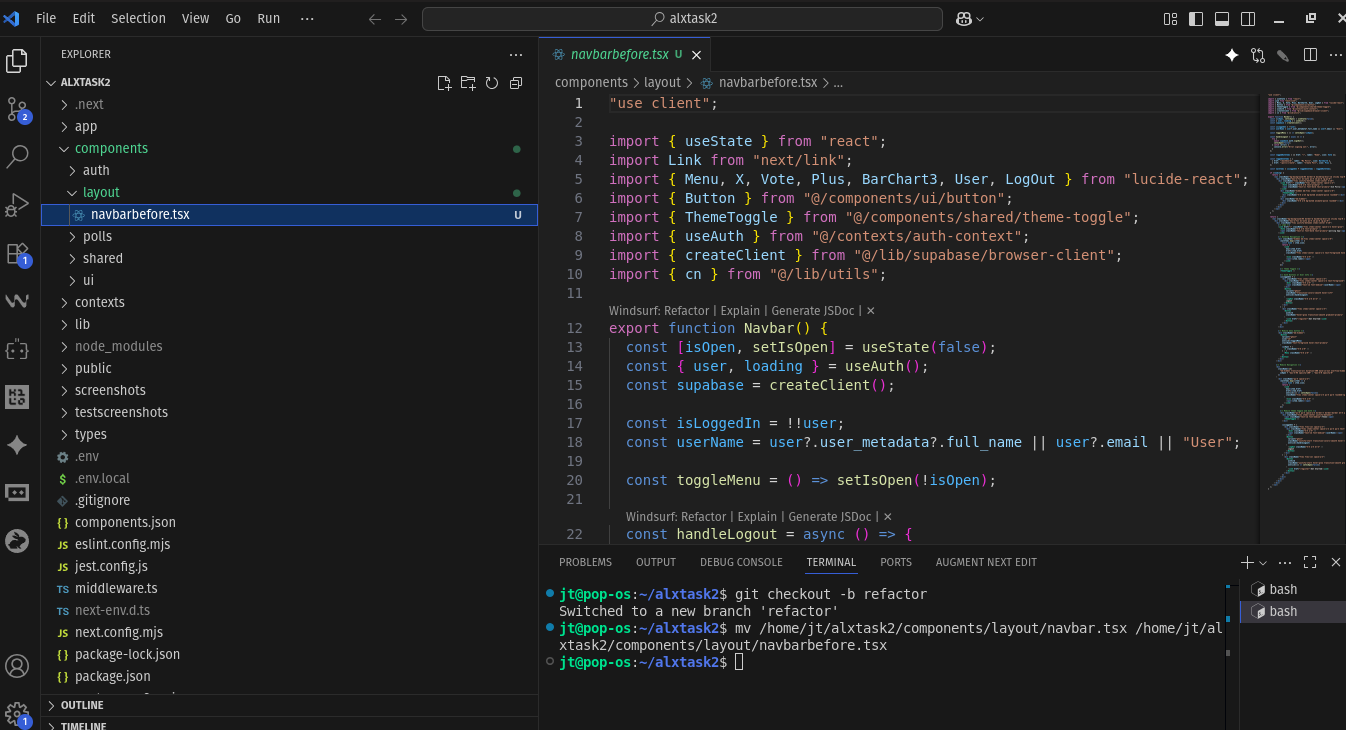 File Edit Selection View Go Run ···
alxtask2
EXPLORER ···
ALXTASK2
.next
app
components
auth
layout
navbarbefore.tsx U
polls
shared
ui
contexts
lib
node_modules
public
screenshots
testscreenshots
types
.env
$ .env.local
.gitignore
{ } components.json
JS eslint.config.mjs
JS jest.config.js
TS middleware.ts
TS next-env.d.ts
JS next.config.mjs
{ } package-lock.json
{ } package.json
OUTLINE
TIMELINE
2
1
1
navbarbefore.tsx U
components > layout > navbarbefore.tsx > ...
1 "use client";
2
3 import { useState } from "react";
4 import Link from "next/link";
5 import { Menu, X, Vote, Plus, BarChart3, User, LogOut } from "lucide-react";
6 import { Button } from "@/components/ui/button";
7 import { ThemeToggle } from "@/components/shared/theme-toggle";
8 import { useAuth } from "@/contexts/auth-context";
9 import { createClient } from "@/lib/supabase/browser-client";
10 import { cn } from "@/lib/utils";
11
Windsurf: Refactor | Explain | Generate JSDoc | ×
12 export function Navbar() {
13 const [isOpen, setIsOpen] = useState(false);
14 const { user, loading } = useAuth();
15 const supabase = createClient();
16
17 const isLoggedIn = !!user;
18 const userName = user?.user_metadata?.full_name || user?.email || "User";
19
20 const toggleMenu = () => setIsOpen(!isOpen);
21
Windsurf: Refactor | Explain | Generate JSDoc | ×
22 const handleLogout = async () => {
PROBLEMS OUTPUT DEBUG CONSOLE TERMINAL PORTS AUGMENT NEXT EDIT
jt@pop-os:~/alxtask2$ git checkout -b refactor
Switched to a new branch 'refactor'
jt@pop-os:~/alxtask2$ mv /home/jt/alxtask2/components/layout/navbar.tsx /home/jt/al
xtask2/components/layout/navbarbefore.tsx
jt@pop-os:~/alxtask2$
bash
bash